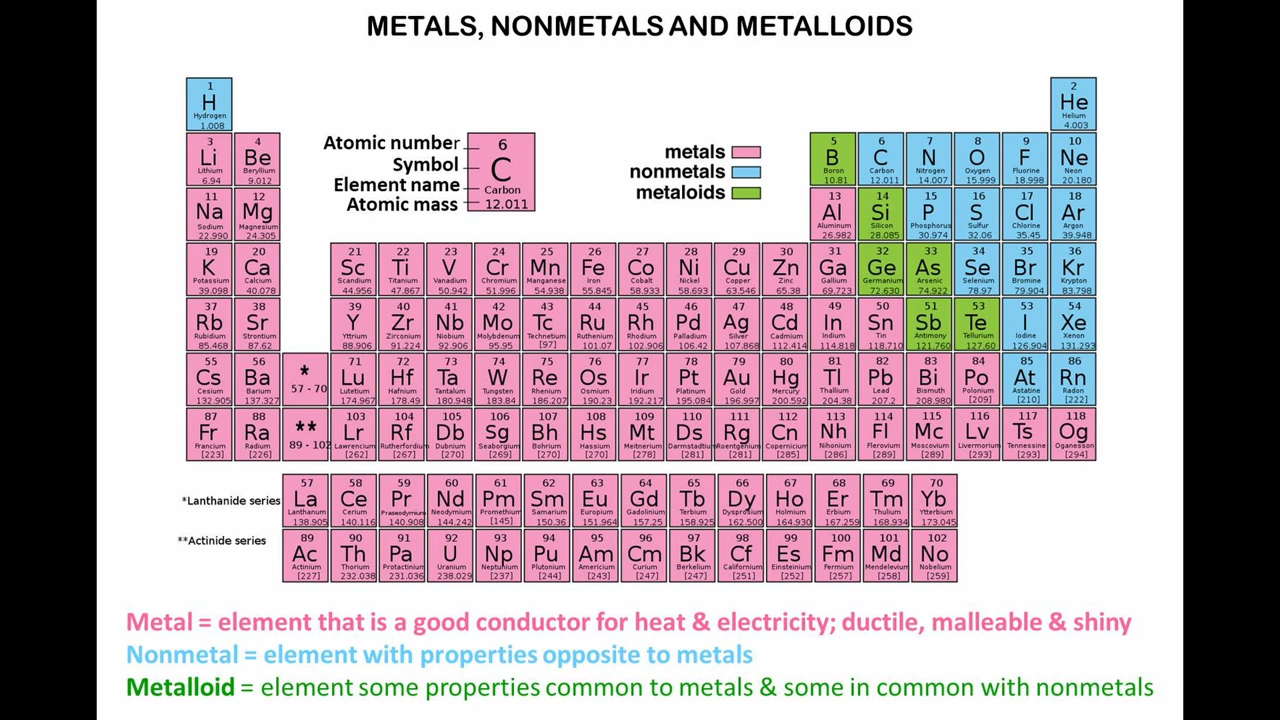 METALS, NONMETALS AND METALLOIDS
1 2
H He
Hydrogen Helium
1.008 4.003
Atomic number 6
Symbol C
Element name Carbon
Atomic mass 12.011
metals
nonmetals
metaloids
3 4 5 6 7 8 9 10
Li Be B C N O F Ne
Lithium Beryllium Boron Carbon Nitrogen Oxygen Fluorine Neon
6.94 9.012 10.81 12.011 14.007 15.999 18.998 20.180
11 12 13 14 15 16 17 18
Na Mg Al Si P S Cl Ar
Sodium Magnesium Aluminum Silicon Phosphorus Sulfur Chlorine Argon
22.990 24.305 26.982 28.085 30.974 32.06 35.45 39.948
19 20 21 22 23 24 25 26 27 28 29 30 31 32 33 34 35 36
K Ca Sc Ti V Cr Mn Fe Co Ni Cu Zn Ga Ge As Se Br Kr
Potassium Calcium Scandium Titanium Vanadium Chromium Manganese Iron Cobalt Nickel Copper Zinc Gallium Germanium Arsenic Selenium Bromine Krypton
39.098 40.078 44.956 47.867 50.942 51.996 54.938 55.845 58.933 58.693 63.546 65.38 69.723 72.630 74.922 78.97 79.904 83.798
37 38 39 40 41 42 43 44 45 46 47 48 49 50 51 53 53 54
Rb Sr Y Zr Nb Mo Tc Ru Rh Pd Ag Cd In Sn Sb Te I Xe
Rubidium Strontium Yttrium Zirconium Niobium Molybdenum Technetium Ruthenium Rhodium Palladium Silver Cadmium Indium Tin Antimony Tellurium Iodine Xenon
85.468 87.62 88.906 91.224 92.906 95.95 [97] 101.07 102.906 106.42 107.868 112.414 114.818 118.710 121.760 127.60 126.904 131.293
55 56 * 71 72 73 74 75 76 77 78 79 80 81 82 83 84 85 86
Cs Ba 57 - 70 Lu Hf Ta W Re Os Ir Pt Au Hg Tl Pb Bi Po At Rn
Cesium Barium Lutetium Hafnium Tantalum Tungsten Rhenium Osmium Iridium Platinum Gold Mercury Thallium Lead Bismuth Polonium Astatine Radon
132.905 137.327 174.967 178.49 180.948 183.84 186.207 190.23 192.217 195.084 196.997 200.592 204.38 207.2 208.980 [209] [210] [222]
87 88 ** 103 104 105 106 107 108 109 110 111 112 113 114 115 116 117 118
Fr Ra 89 - 102 Lr Rf Db Sg Bh Hs Mt Ds Rg Cn Nh Fl Mc Lv Ts Og
Francium Radium Lawrencium Rutherfordium Dubnium Seaborgium Bohrium Hassium Meitnerium Darmstadtium Roentgenium Copernicium Nihonium Flerovium Moscovium Livermorium Tennessine Oganesson
[223] [226] [262] [267] [270] [269] [270] [270] [278] [281] [281] [285] [286] [289] [289] [293] [293] [294]
57 58 59 60 61 62 63 64 65 66 67 68 69 70
*Lanthanide series La Ce Pr Nd Pm Sm Eu Gd Tb Dy Ho Er Tm Yb
Lanthanum Cerium Praseodymium Neodymium Promethium Samarium Europium Gadolinium Terbium Dysprosium Holmium Erbium Thulium Ytterbium
138.905 140.116 140.908 144.242 [145] 150.36 151.964 157.25 158.925 162.500 164.930 167.259 168.934 173.045
**Actinide series 89 90 91 92 93 94 95 96 97 98 99 100 101 102
Ac Th Pa U Np Pu Am Cm Bk Cf Es Fm Md No
Actinium Thorium Protactinium Uranium Neptunium Plutonium Americium Curium Berkelium Californium Einsteinium Fermium Mendelevium Nobelium
[227] 232.038 231.036 238.029 [237] [244] [243] [247] [247] [251] [252] [257] [258] [259]
Metal = element that is a good conductor for heat & electricity; ductile, malleable & shiny
Nonmetal = element with properties opposite to metals
Metalloid = element some properties common to metals & some in common with nonmetals